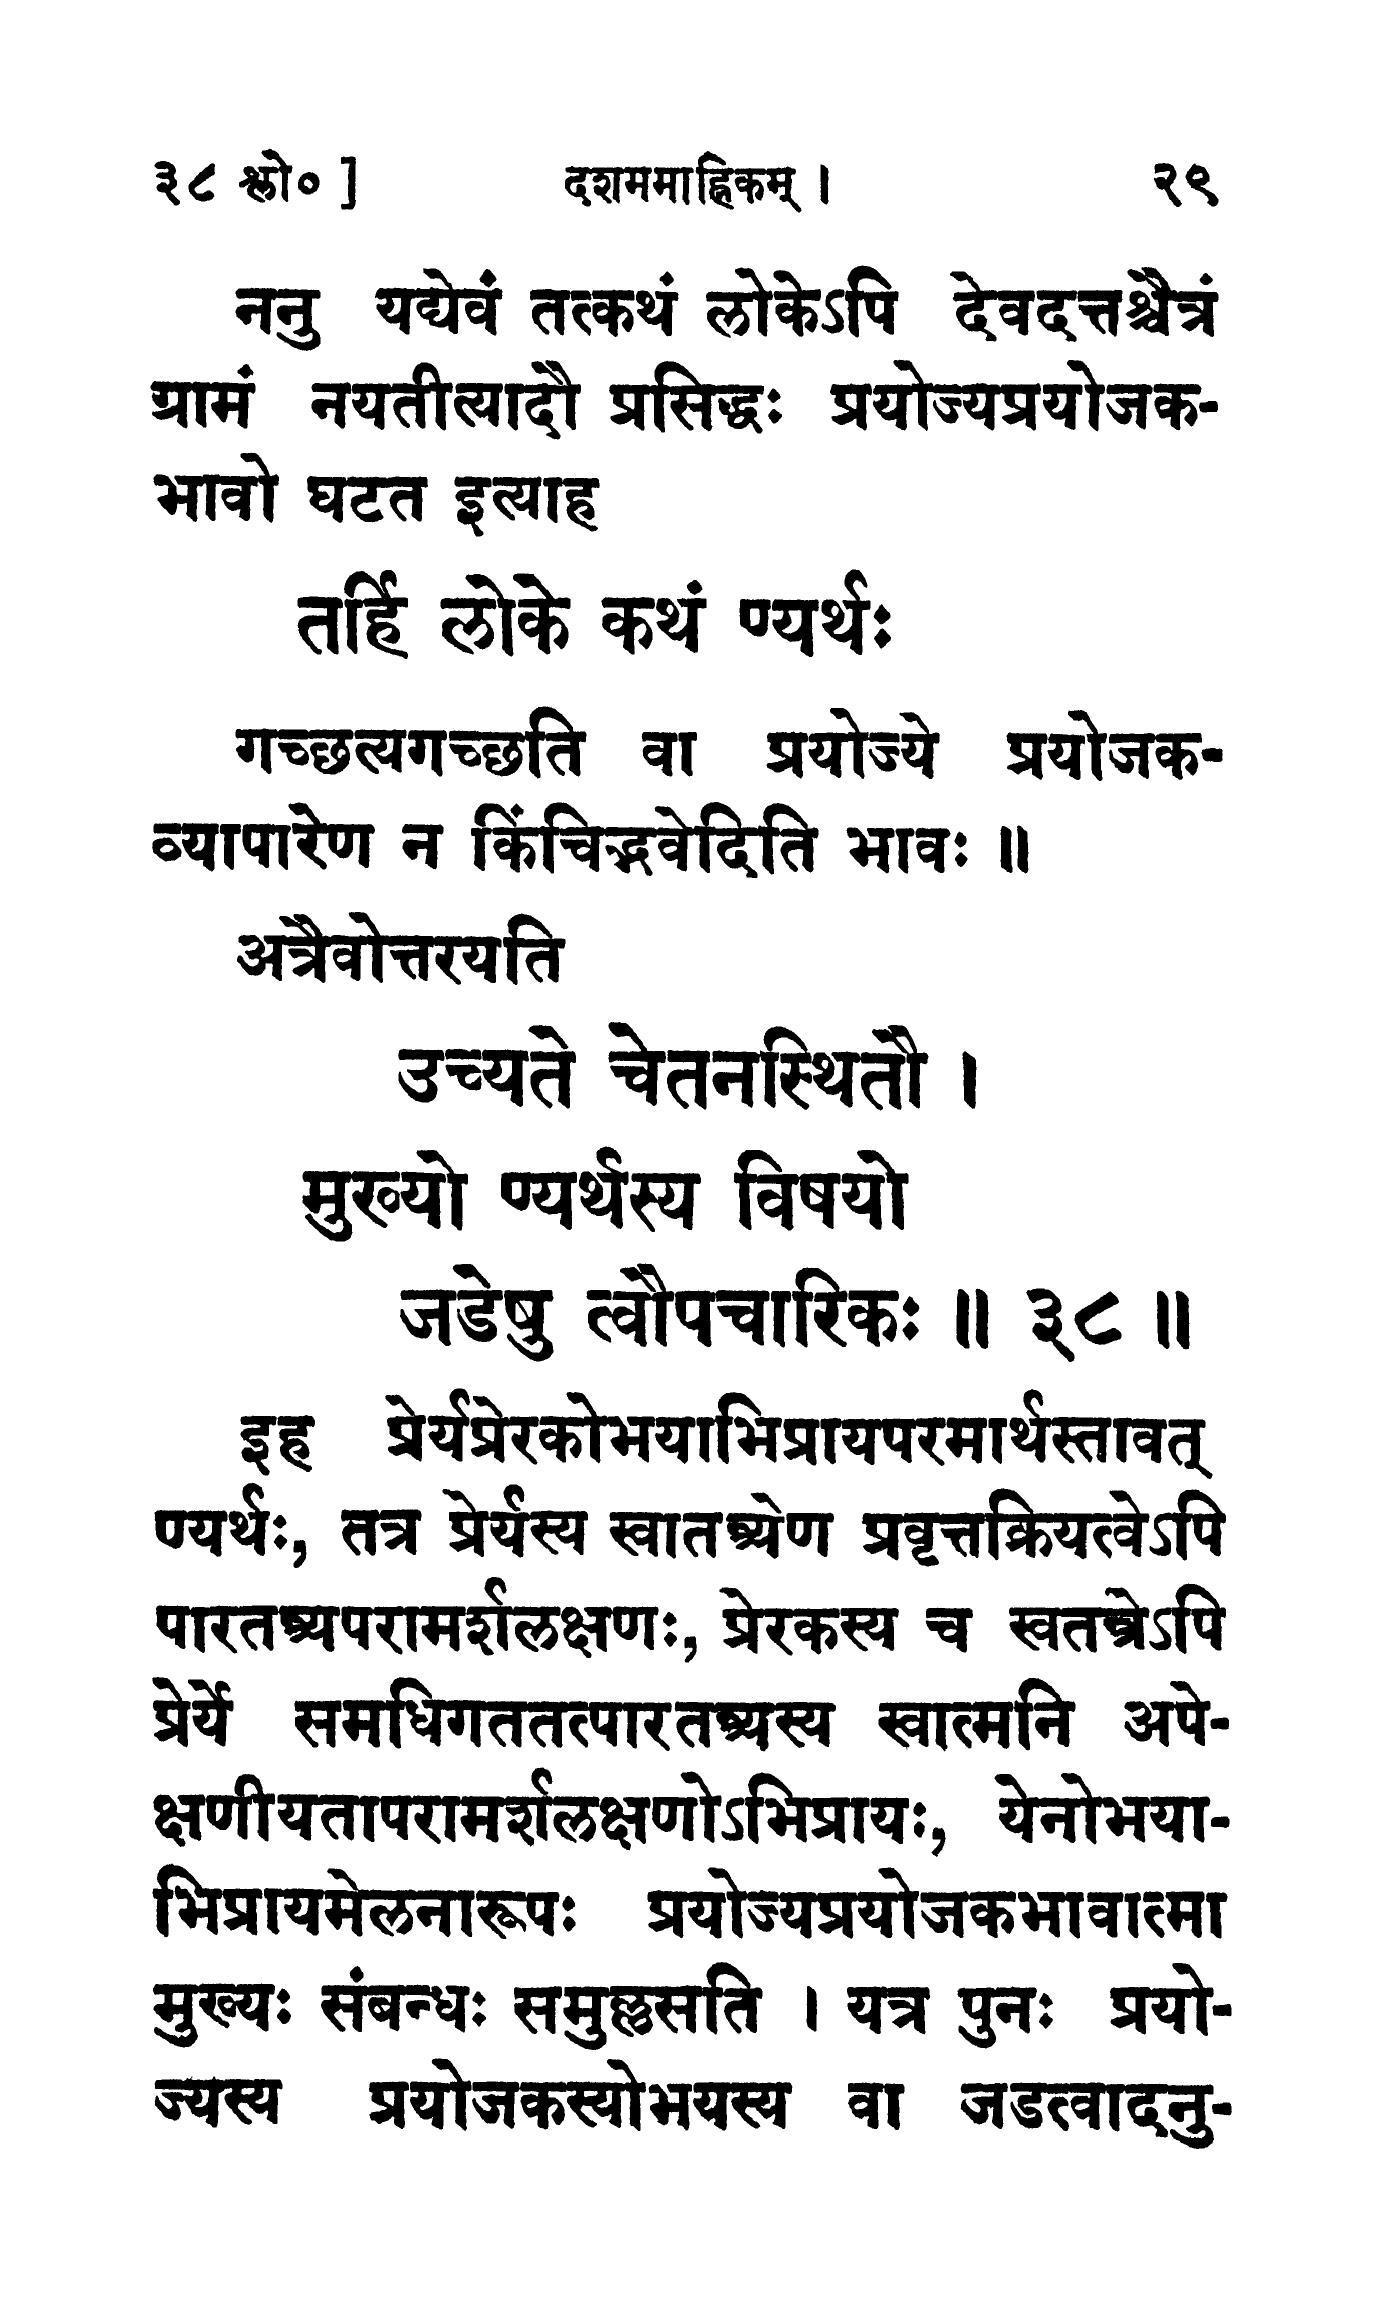 ३८ श्लो० ]	दशममाह्निकम् ।	२९
ननु यद्येवं तत्कथं लोकेऽपि देवदत्तश्चैत्रं
ग्रामं नयतीत्यादौ प्रसिद्धः प्रयोज्यप्रयोजक-
भावो घटत इत्याह
तर्हि लोके कथं ण्यर्थः
गच्छत्यगच्छति वा प्रयोज्ये प्रयोजक-
व्यापारेण न किंचिद्भवेदिति भावः ॥
अत्रैवोत्तरयति
उच्यते चेतनस्थितौ ।
मुख्यो ण्यर्थस्य विषयो
जडेषु त्वौपचारिकः ॥ ३८ ॥
इह प्रेर्यप्रेरकोभयाभिप्रायपरमार्थस्तावत्
ण्यर्थः, तत्र प्रेर्यस्य स्वातन्त्र्येण प्रवृत्तक्रियत्वेऽपि
पारतन्त्र्यपरामर्शलक्षणः, प्रेरकस्य च स्वतन्त्रेऽपि
प्रेर्ये समधिगततत्पारतन्त्र्यस्य स्वात्मनि अपे-
क्षणीयतापरामर्शलक्षणोऽभिप्रायः, येनोभया-
भिप्रायमेलनारूपः प्रयोज्यप्रयोजकभावात्मा
मुख्यः संबन्धः समुल्लसति । यत्र पुनः प्रयो-
ज्यस्य प्रयोजकस्योभयस्य वा जडत्वादनु-